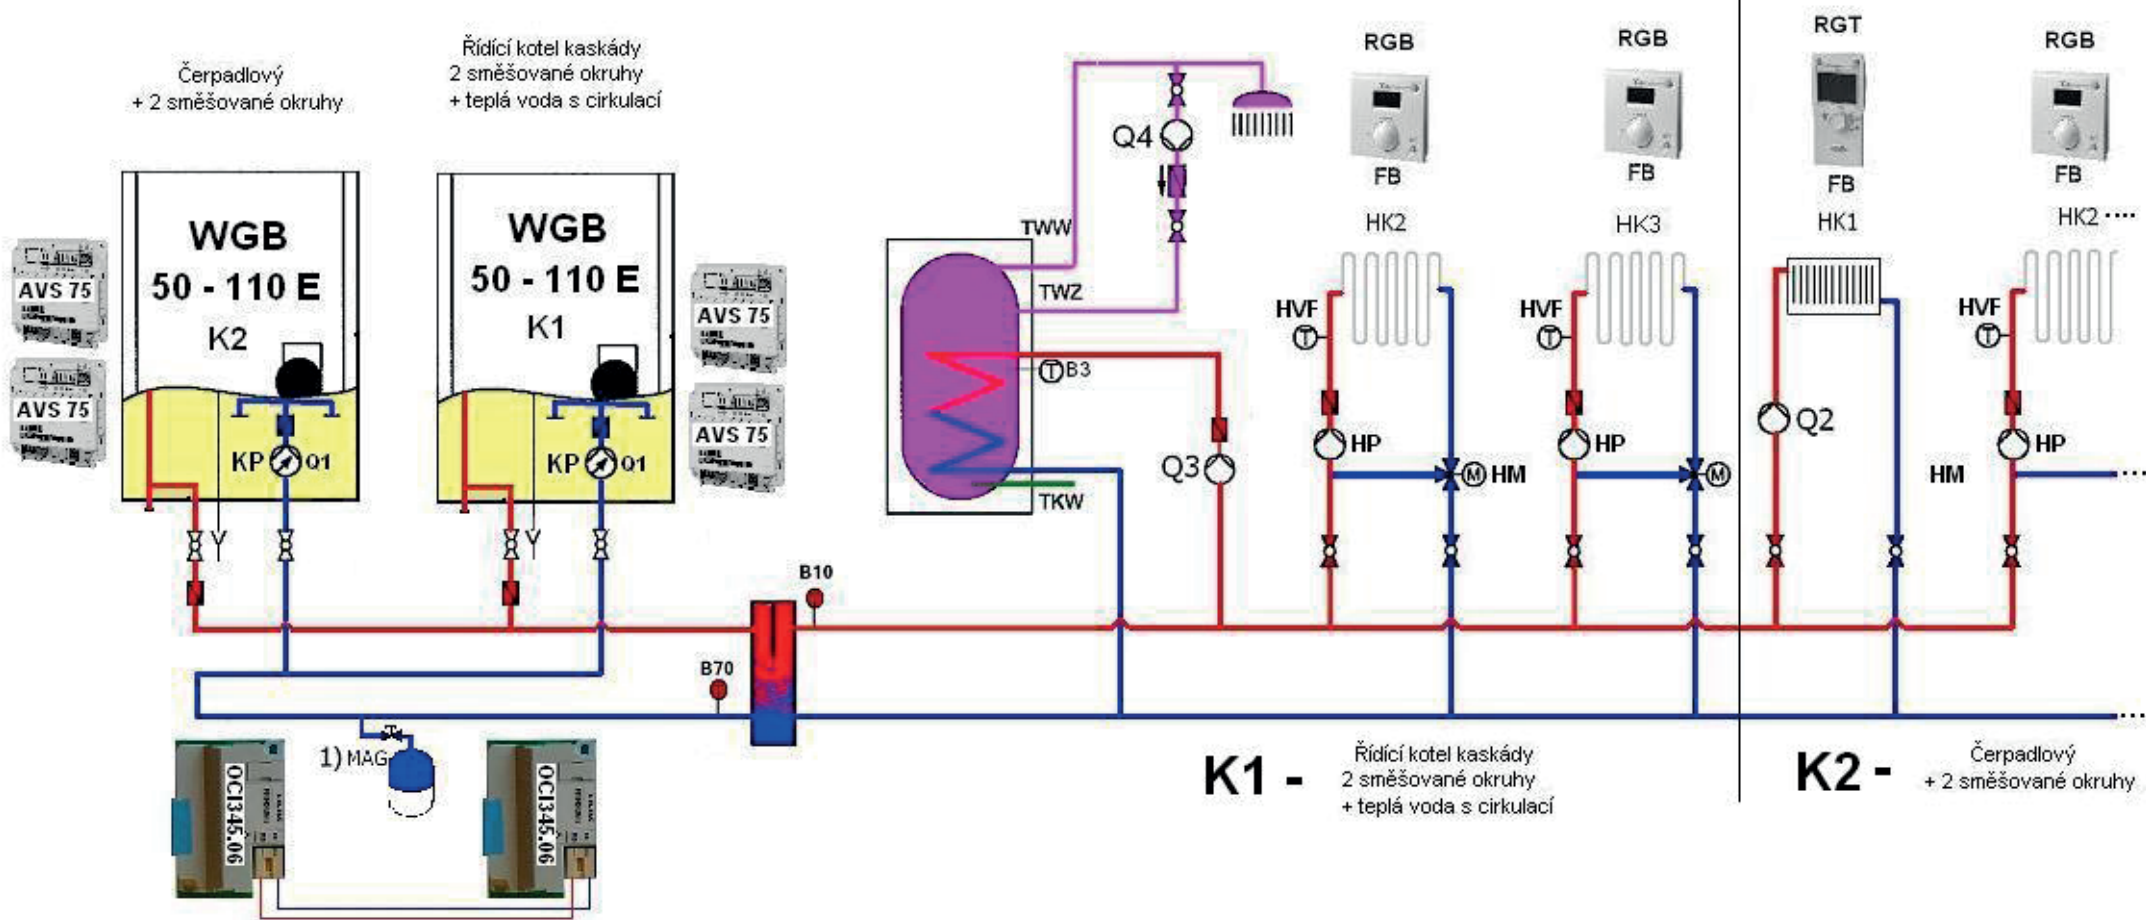 Čerpadlový
+ 2 směšované okruhy
Řídící kotel kaskády
2 směšované okruhy
+ teplá voda s cirkulací
RGB
RGB
RGT
RGB
FB
FB
FB
FB
HK2
HK3
HK1
HK2 ····
WGB
50 - 110 E
K2
WGB
50 - 110 E
K1
AVS 75
AVS 75
AVS 75
AVS 75
KP
Q1
KP
Q1
Q4
TWW
TWZ
T
B3
Q3
TKW
HVF
T
HP
M
HM
HVF
T
HP
M
Q2
HVF
T
HP
HM
B10
B70
1) MAG
OCI345.06
OCI345.06
K1 -
Řídící kotel kaskády
2 směšované okruhy
+ teplá voda s cirkulací
K2 -
Čerpadlový
+ 2 směšované okruhy